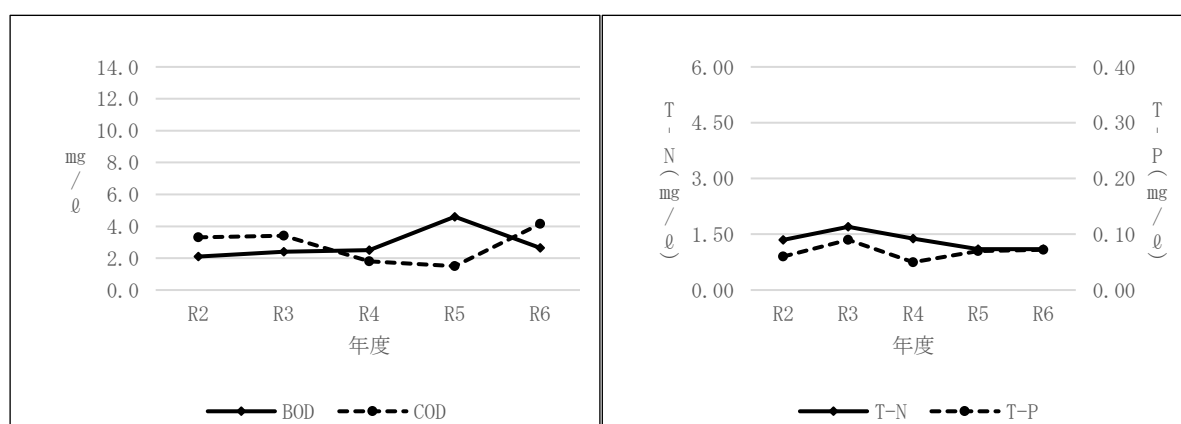 14.0
12.0
10.0
8.0
6.0
4.0
2.0
0.0
mg/ℓ
R2 R3 R4 R5 R6
年度
BOD COD
6.00
4.50
3.00
1.50
0.00
T-N(mg/ℓ)
0.40
0.30
0.20
0.10
0.00
T-P(mg/ℓ)
R2 R3 R4 R5 R6
年度
T-N T-P